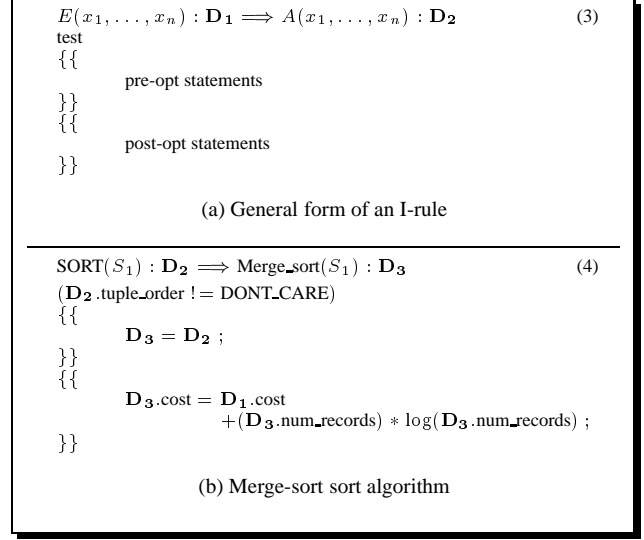 E(x₁, . . . , xₙ) : D₁ ⟹ A(x₁, . . . , xₙ) : D₂ (3)
test
{{
pre-opt statements
}}
{{
post-opt statements
}}
(a) General form of an I-rule
SORT(S₁) : D₂ ⟹ Merge_sort(S₁) : D₃ (4)
(D₂.tuple_order != DONT_CARE)
{{
D₃ = D₂ ;
}}
{{
D₃.cost = D₁.cost
+(D₃.num_records) * log(D₃.num_records) ;
}}
(b) Merge-sort sort algorithm